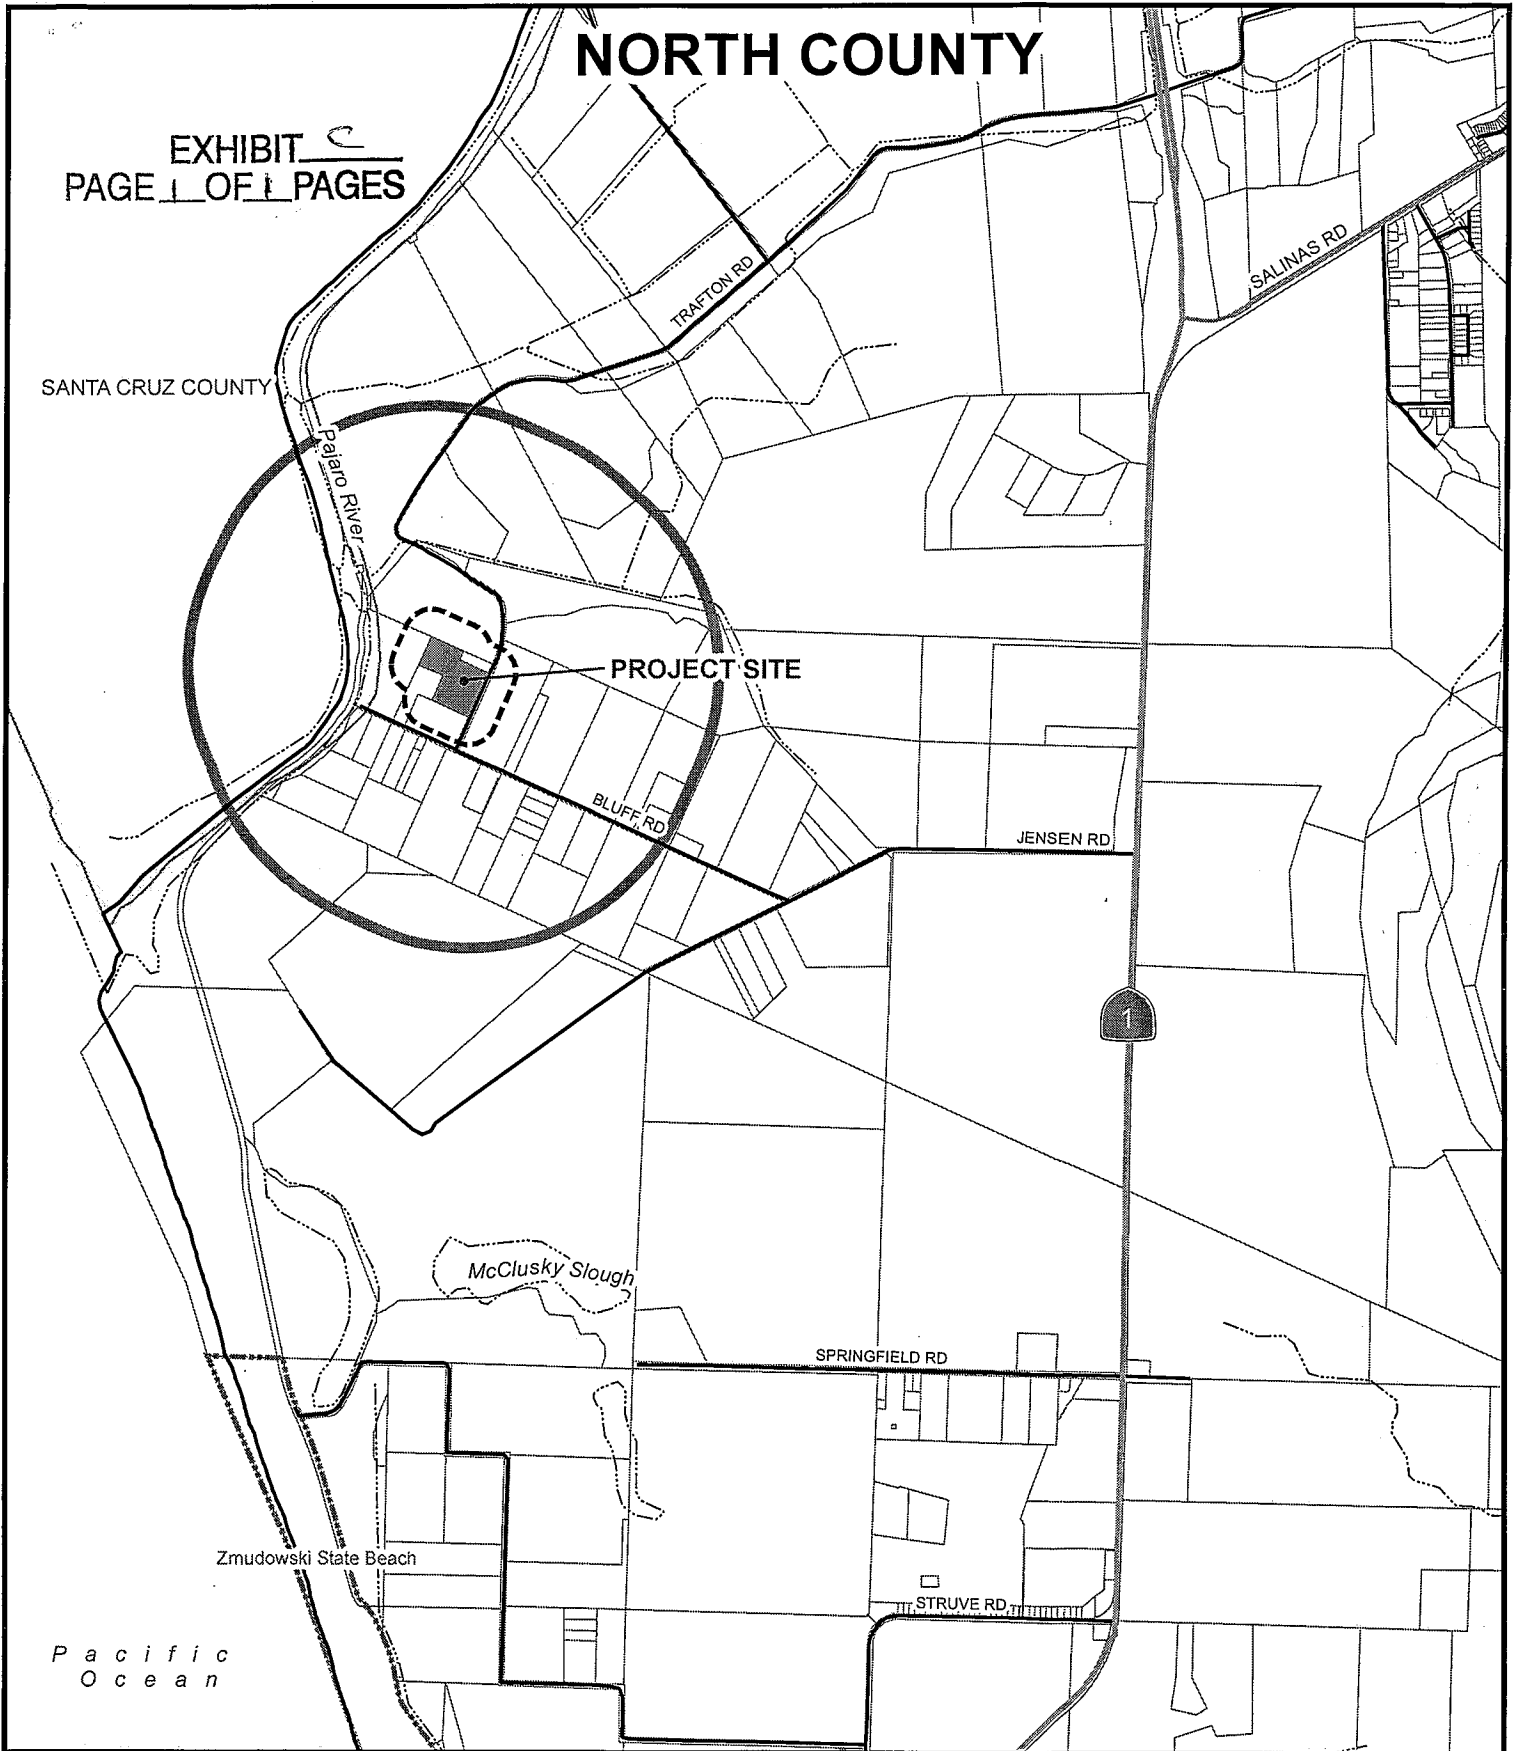 NORTH COUNTY
EXHIBIT C
PAGE 1 OF 1 PAGES
TRAFTON RD
SALINAS RD
SANTA CRUZ COUNTY
Pajaro River
PROJECT SITE
BLUFF RD
JENSEN RD
1
McClusky Slough
SPRINGFIELD RD
Zmudowski State Beach
STRUVE RD
Pacific
Ocean